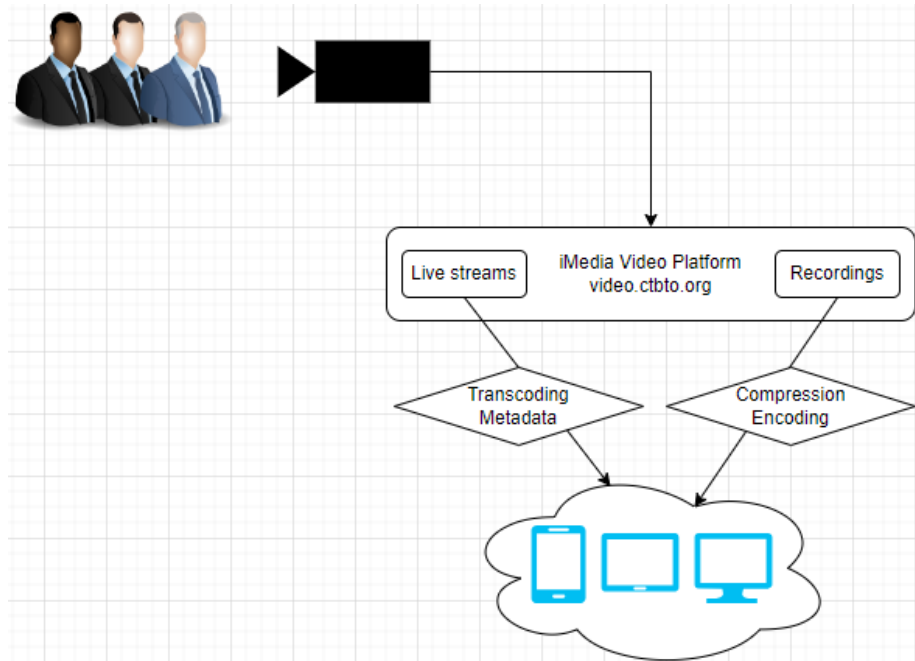 Live streams
iMedia Video Platform
video.ctbto.org
Recordings
Transcoding
Metadata
Compression
Encoding